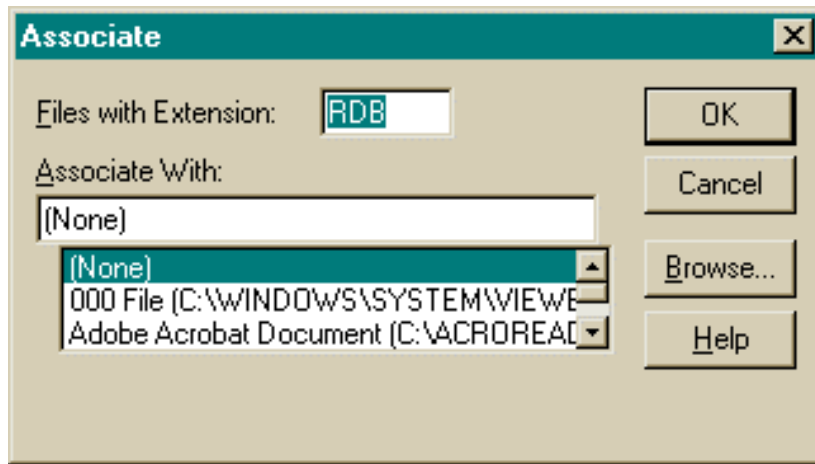 Associate
Files with Extension: RDB
OK
Associate With:
Cancel
(None)
(None)
Browse...
000 File (C:\WINDOWS\SYSTEM\VIEWE
Adobe Acrobat Document (C:\ACROREAD
Help